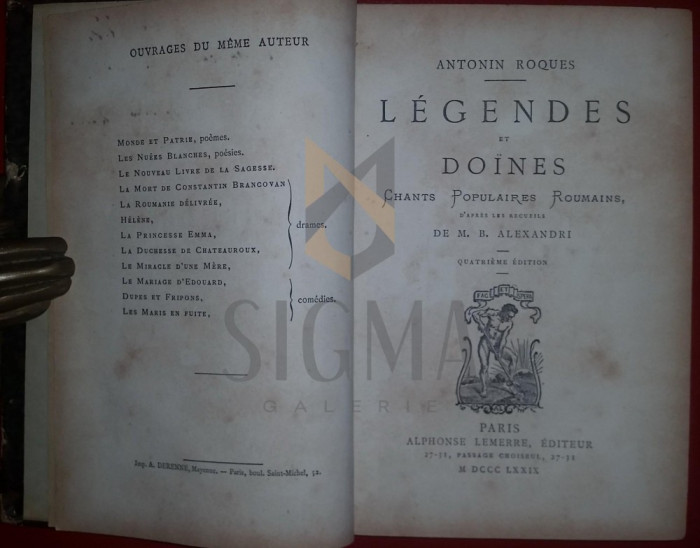 OUVRAGES DU MÊME AUTEUR
MONDE ET PATRIE, poëmes.
LES NUÉES BLANCHES, poésies.
LE NOUVEAU LIVRE DE LA SAGESSE.
LA MORT DE CONSTANTIN BRANCOVAN
LA ROUMANIE DÉLIVRÉE,
HÉLÈNE,
LA PRINCESSE EMMA,
LA DUCHESSE DE CHATEAUROUX,
LE MIRACLE D'UNE MÈRE,
drames.
LE MARIAGE D'EDOUARD,
DUPES ET FRIPONS,
LES MARIS EN FUITE,
comédies.
Imp. A. DERENNE, Mayenne. — Paris, boul. Saint-Michel, 52.
ANTONIN ROQUES
LÉGENDES
ET
DOÏNES
CHANTS POPULAIRES ROUMAINS,
D'APRÈS LES RECUEILS
DE M. B. ALEXANDRI
QUATRIÈME ÉDITION
FAC ET SPERA
PARIS
ALPHONSE LEMERRE, ÉDITEUR
27-31, PASSAGE CHOISEUL, 27-31
M DCCC LXXIX
SIGMA
GALERIE